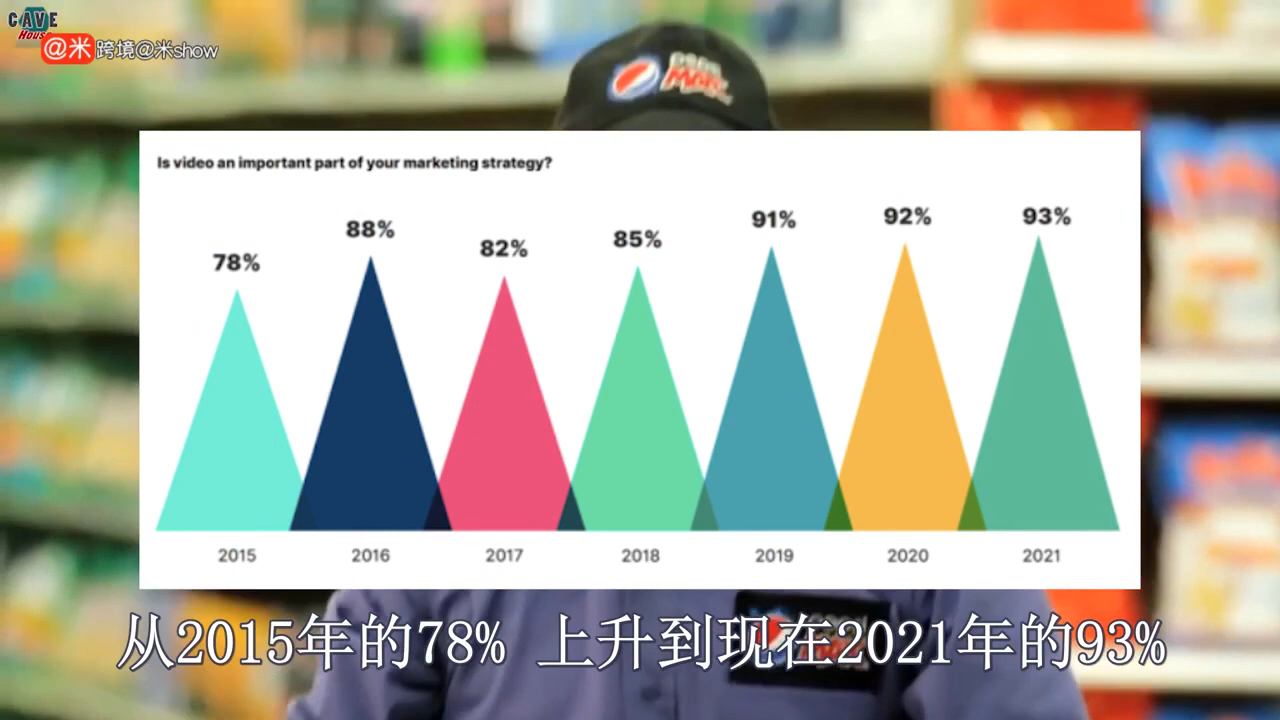 CAVE
House
@米 跨境@米show
MAX
Is video an important part of your marketing strategy?
78% 88% 82% 85% 91% 92% 93%
2015 2016 2017 2018 2019 2020 2021
从2015年的78% 上升到现在2021年的93%